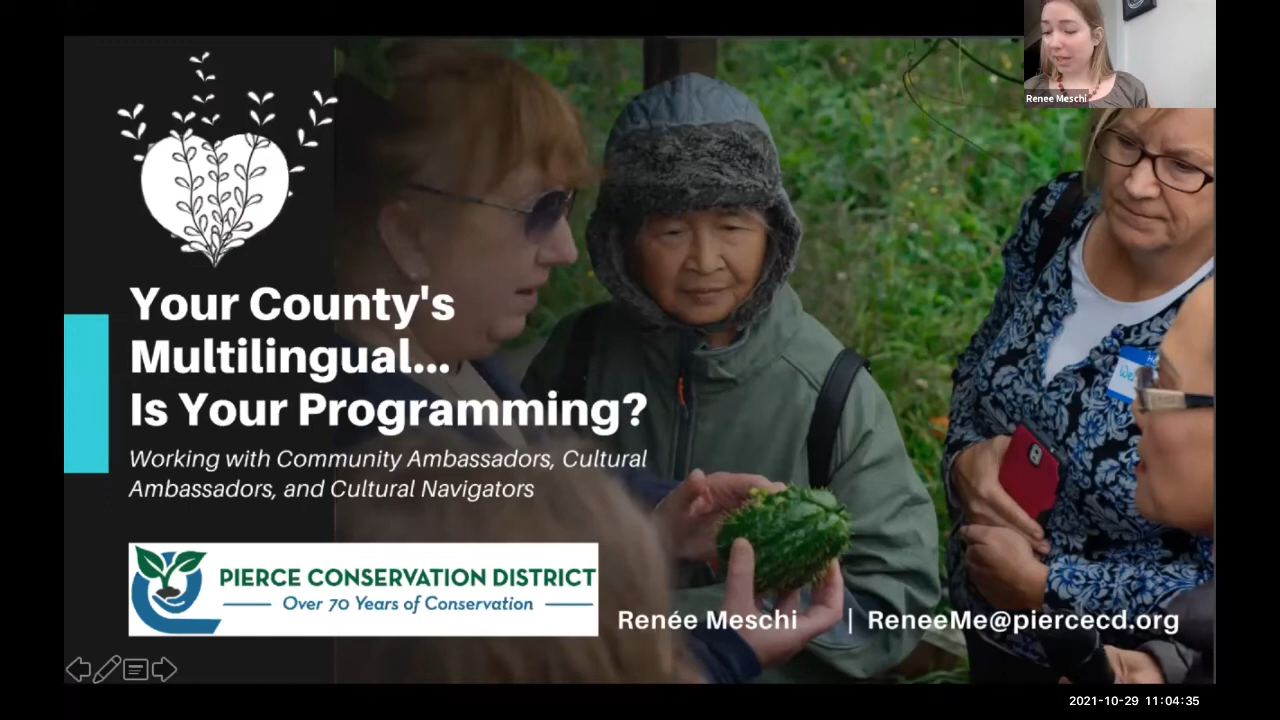 Renee Meschi
Your County's
Multilingual...
Is Your Programming?
Working with Community Ambassadors, Cultural
Ambassadors, and Cultural Navigators
PIERCE CONSERVATION DISTRICT
Over 70 Years of Conservation
Renée Meschi | ReneeMe@piercecd.org
2021-10-29 11:04:35